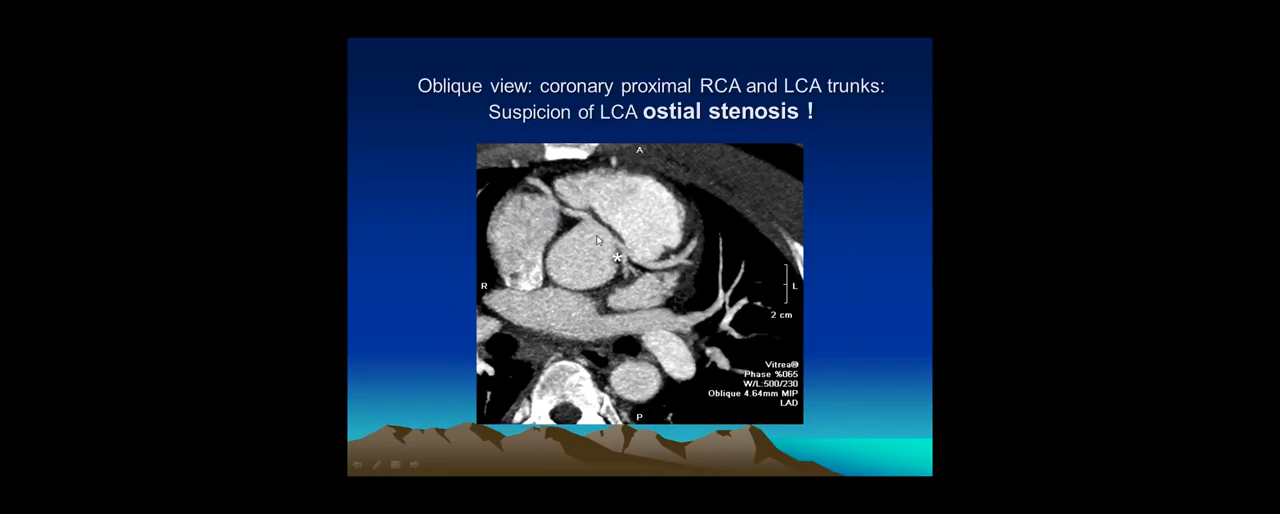 Oblique view: coronary proximal RCA and LCA trunks:
Suspicion of LCA ostial stenosis !
A
*
R
L
2 cm
Vitrea®
Phase %065
W/L:500/230
Oblique 4.64mm MIP
LAD
P